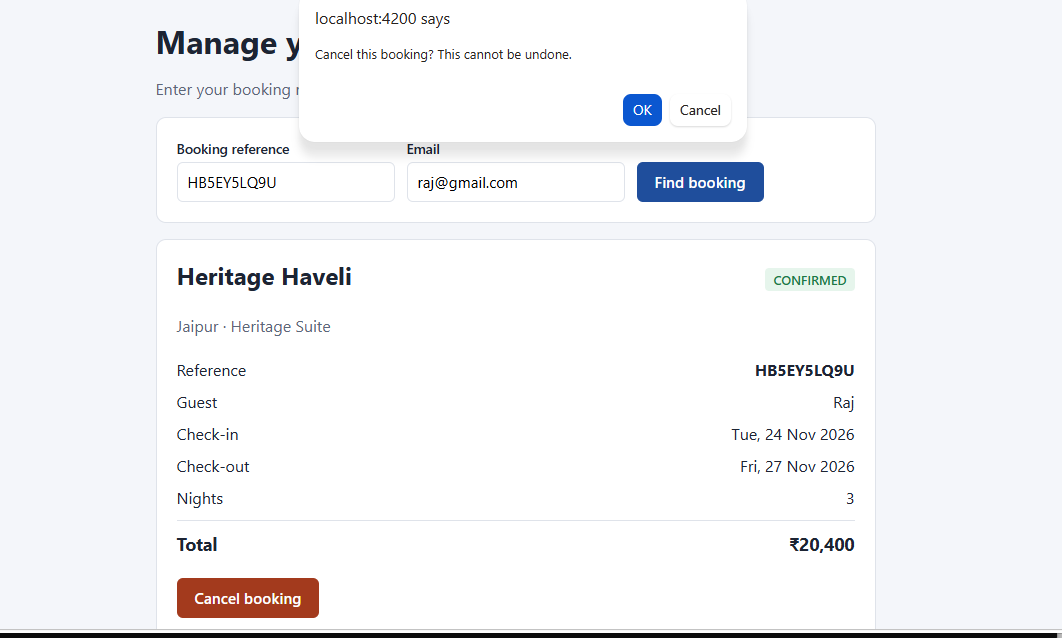 localhost:4200 says
Cancel this booking? This cannot be undone.
OK Cancel
Manage
Enter your booking
Booking reference Email
HB5EY5LQ9U raj@gmail.com Find booking
Heritage Haveli CONFIRMED
Jaipur · Heritage Suite
Reference HB5EY5LQ9U
Guest Raj
Check-in Tue, 24 Nov 2026
Check-out Fri, 27 Nov 2026
Nights 3
Total ₹20,400
Cancel booking